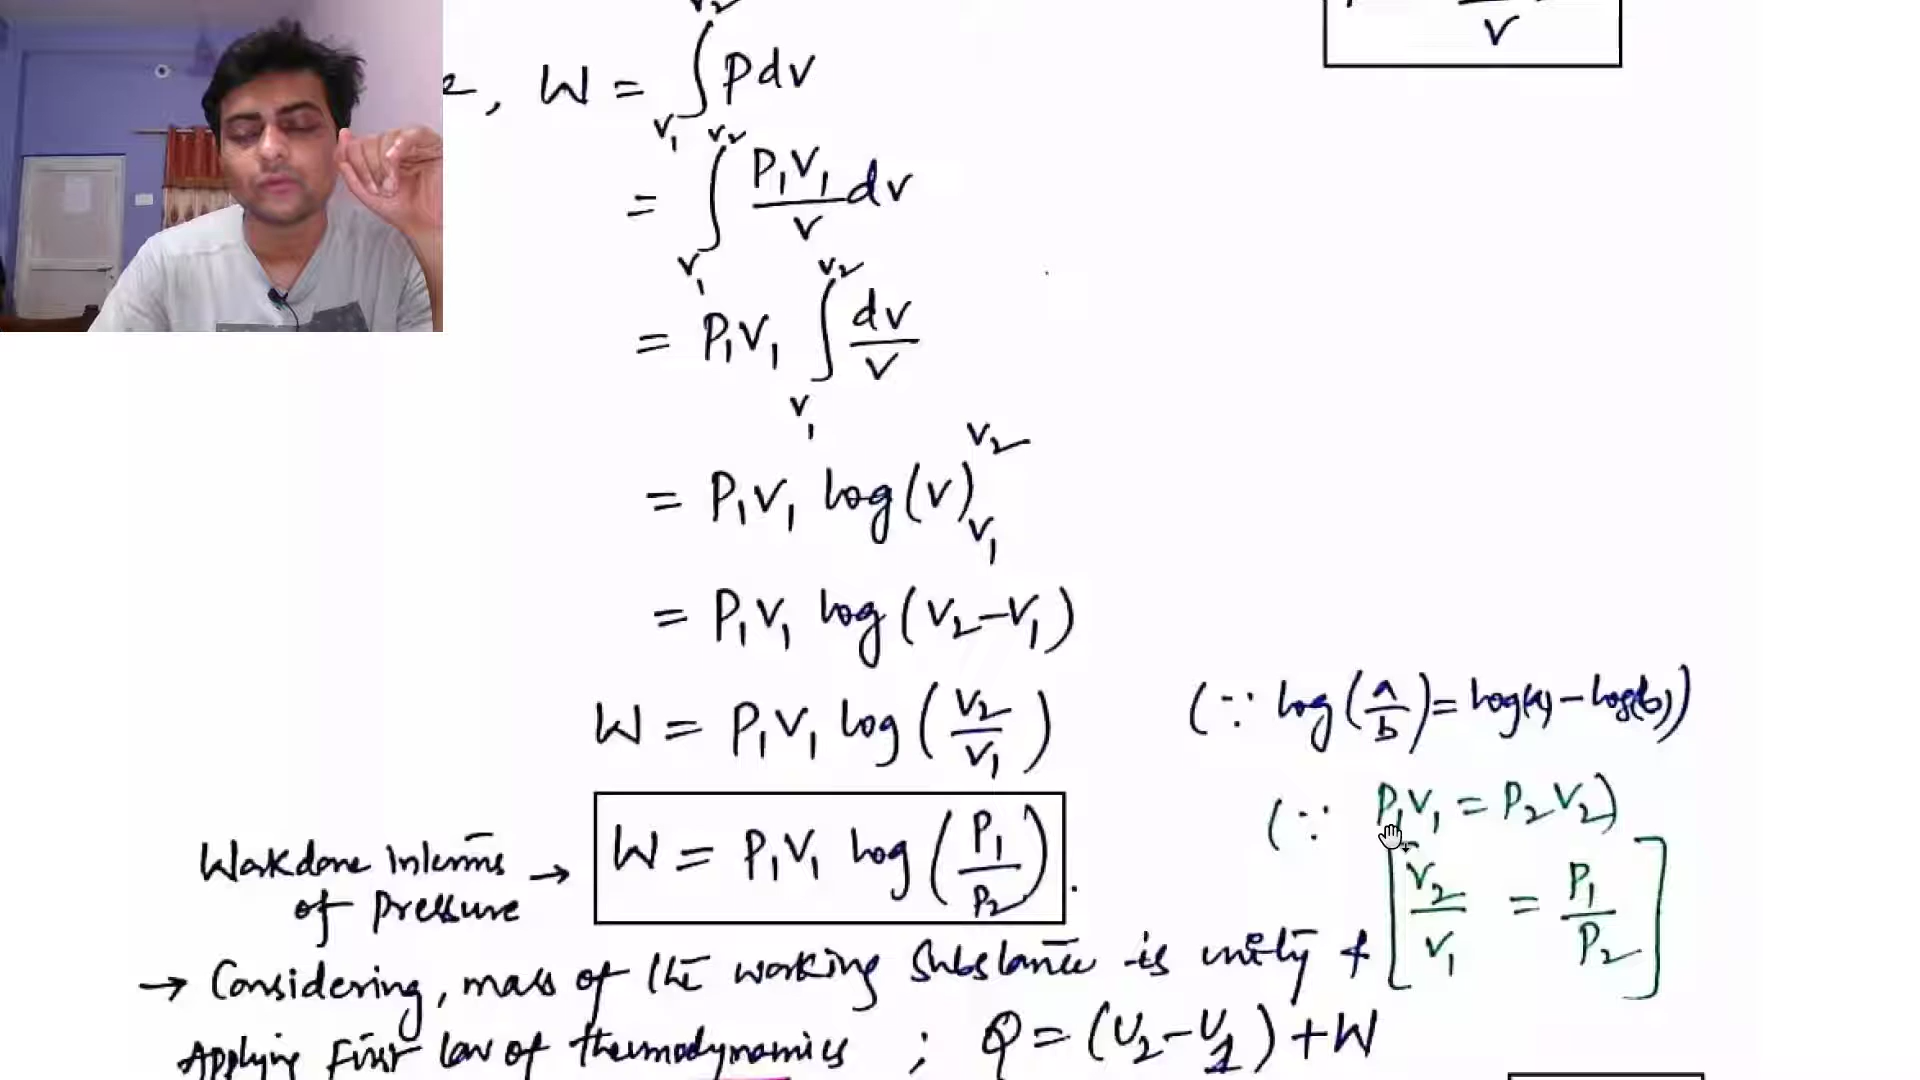 V
, W = ∫_{V₁}^{V₂} Pdv
= ∫_{V₁}^{V₂} P₁V₁/V dv
= P₁V₁ ∫_{V₁}^{V₂} dv/V
= P₁V₁ log(V)_{V₁}^{V₂}
= P₁V₁ log(V₂-V₁)
W = P₁V₁ log(V₂/V₁) (∵ log(a/b) = log(a) - log(b))
(∵ P₁V₁ = P₂V₂)
Workdone Interms → W = P₁V₁ log(P₁/P₂).
of Pressure
[V₂/V₁ = P₁/P₂]
→ Considering, mass of the working substance is unity &
Applying First law of thermodynamics ; Q = (U₂-U₁) + W